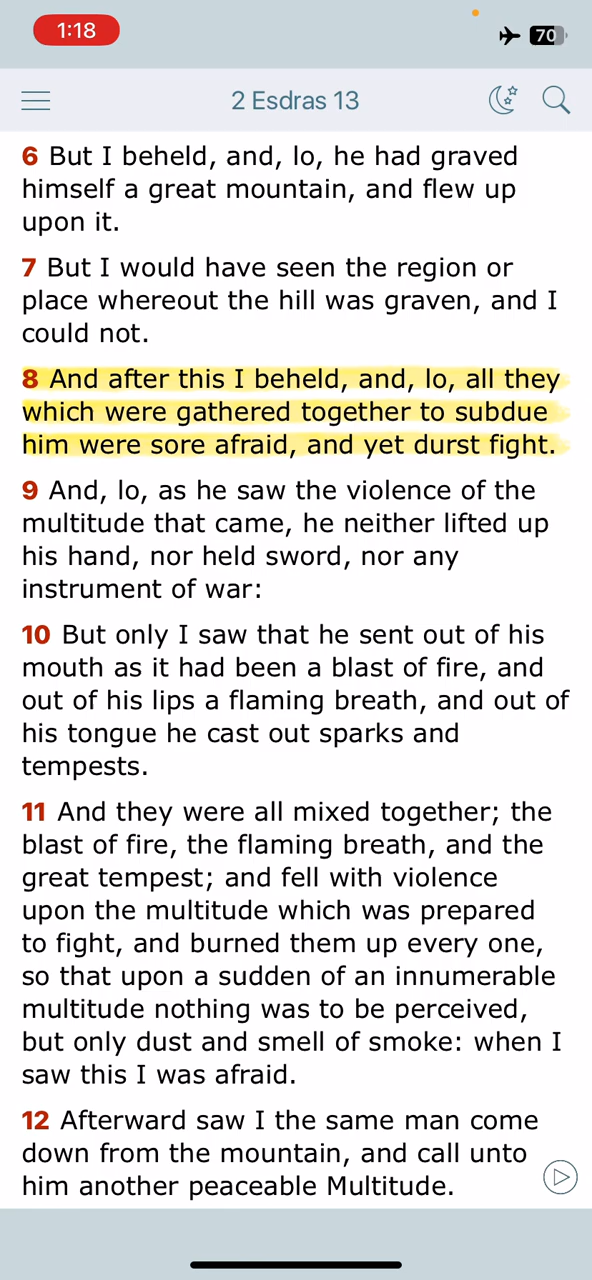 1:18
70
2 Esdras 13
6 But I beheld, and, lo, he had graved
himself a great mountain, and flew up
upon it.
7 But I would have seen the region or
place whereout the hill was graven, and I
could not.
8 And after this I beheld, and, lo, all they
which were gathered together to subdue
him were sore afraid, and yet durst fight.
9 And, lo, as he saw the violence of the
multitude that came, he neither lifted up
his hand, nor held sword, nor any
instrument of war:
10 But only I saw that he sent out of his
mouth as it had been a blast of fire, and
out of his lips a flaming breath, and out of
his tongue he cast out sparks and
tempests.
11 And they were all mixed together; the
blast of fire, the flaming breath, and the
great tempest; and fell with violence
upon the multitude which was prepared
to fight, and burned them up every one,
so that upon a sudden of an innumerable
multitude nothing was to be perceived,
but only dust and smell of smoke: when I
saw this I was afraid.
12 Afterward saw I the same man come
down from the mountain, and call unto
him another peaceable Multitude.